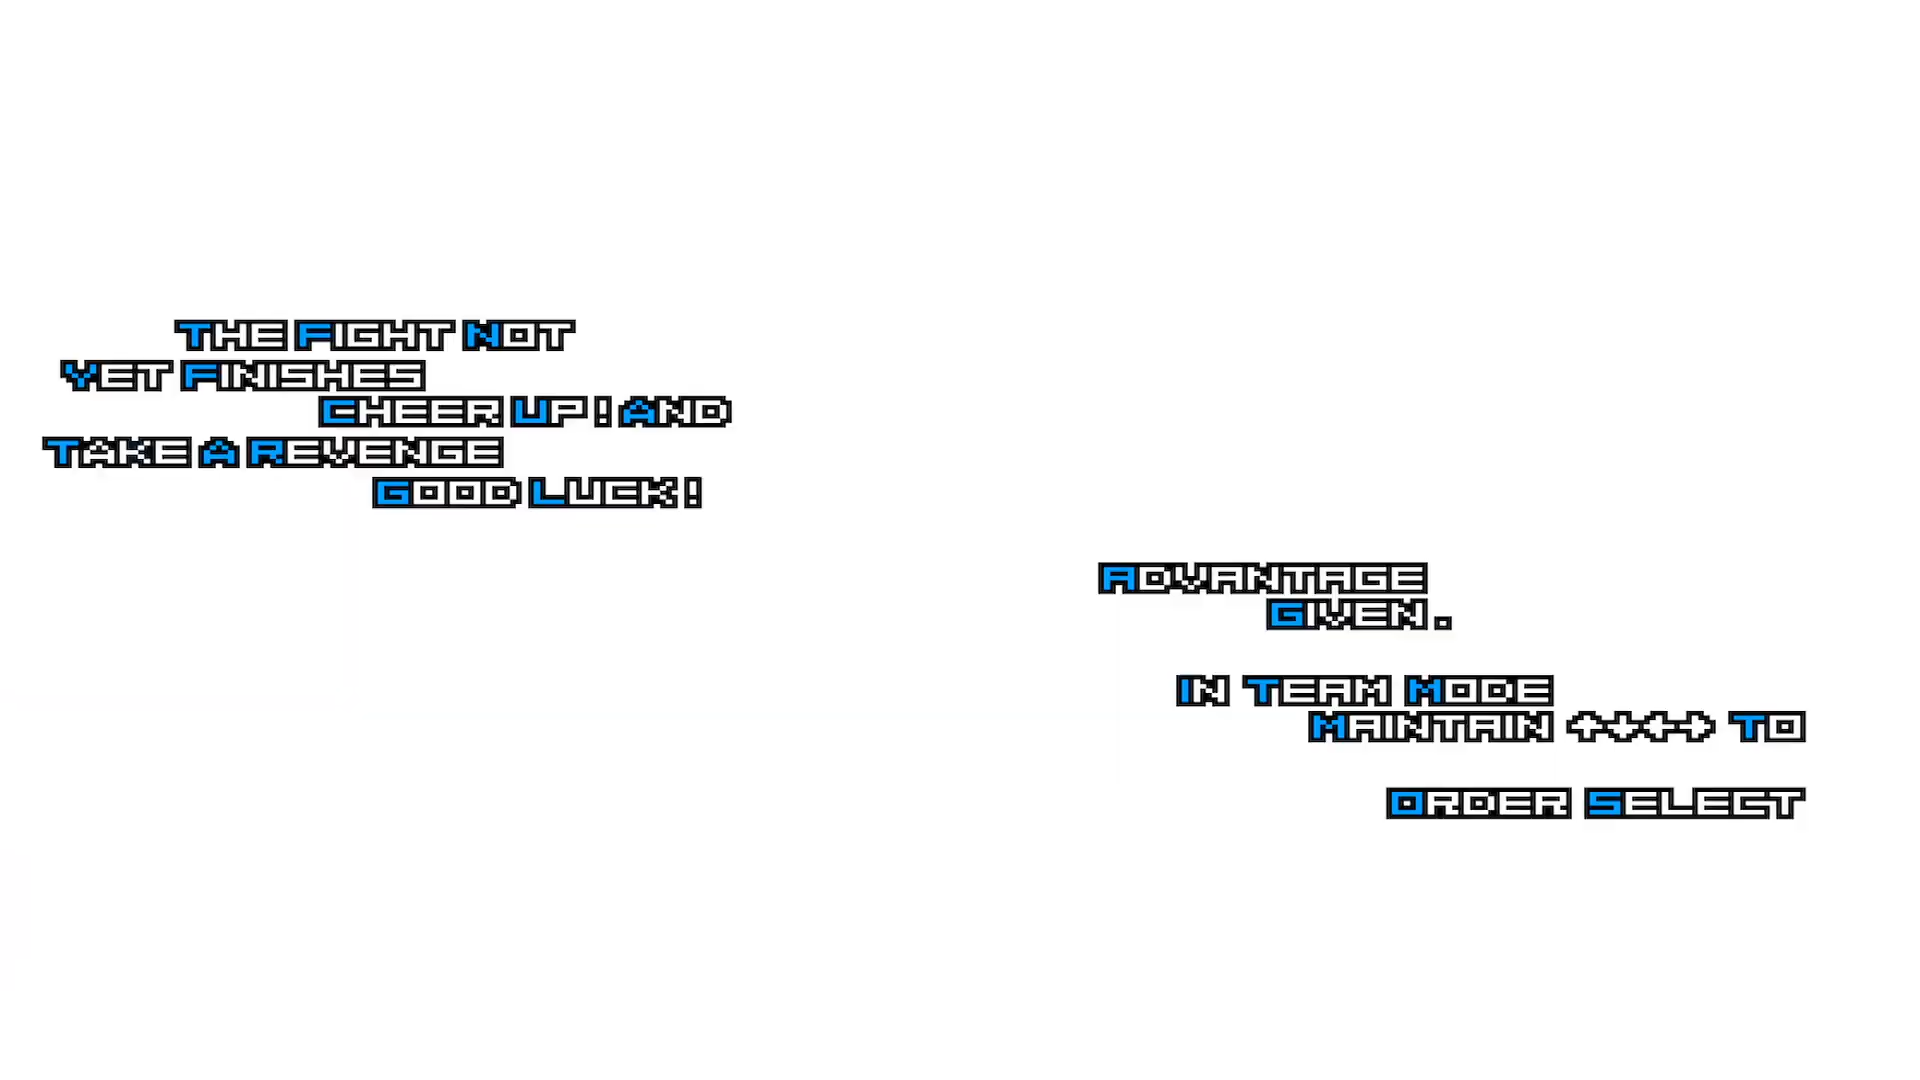 THE FIGHT NOT
YET FINISHES
CHEER UP! AND
TAKE A REVENGE
GOOD LUCK!
ADVANTAGE
GIVEN.
IN TEAM MODE
MAINTAIN ↑↓←→ TO
ORDER SELECT